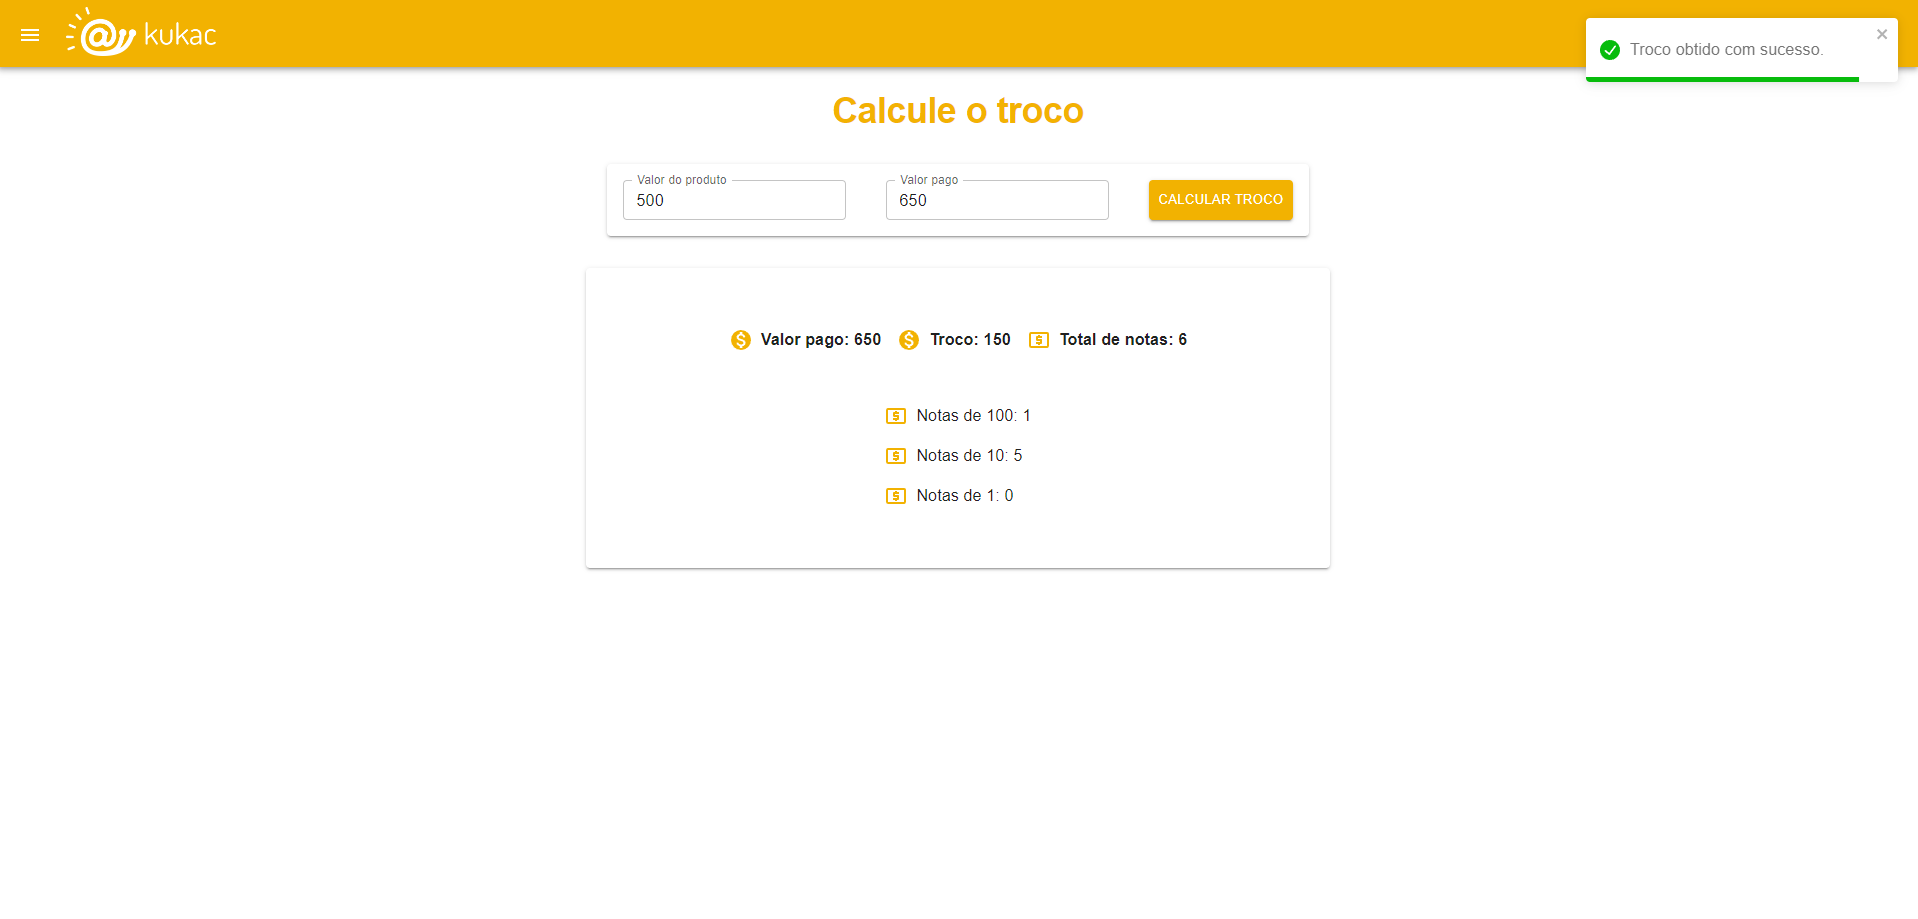 kukac
Troco obtido com sucesso.
Calcule o troco
Valor do produto
500
Valor pago
650
CALCULAR TROCO
Valor pago: 650
Troco: 150
Total de notas: 6
Notas de 100: 1
Notas de 10: 5
Notas de 1: 0